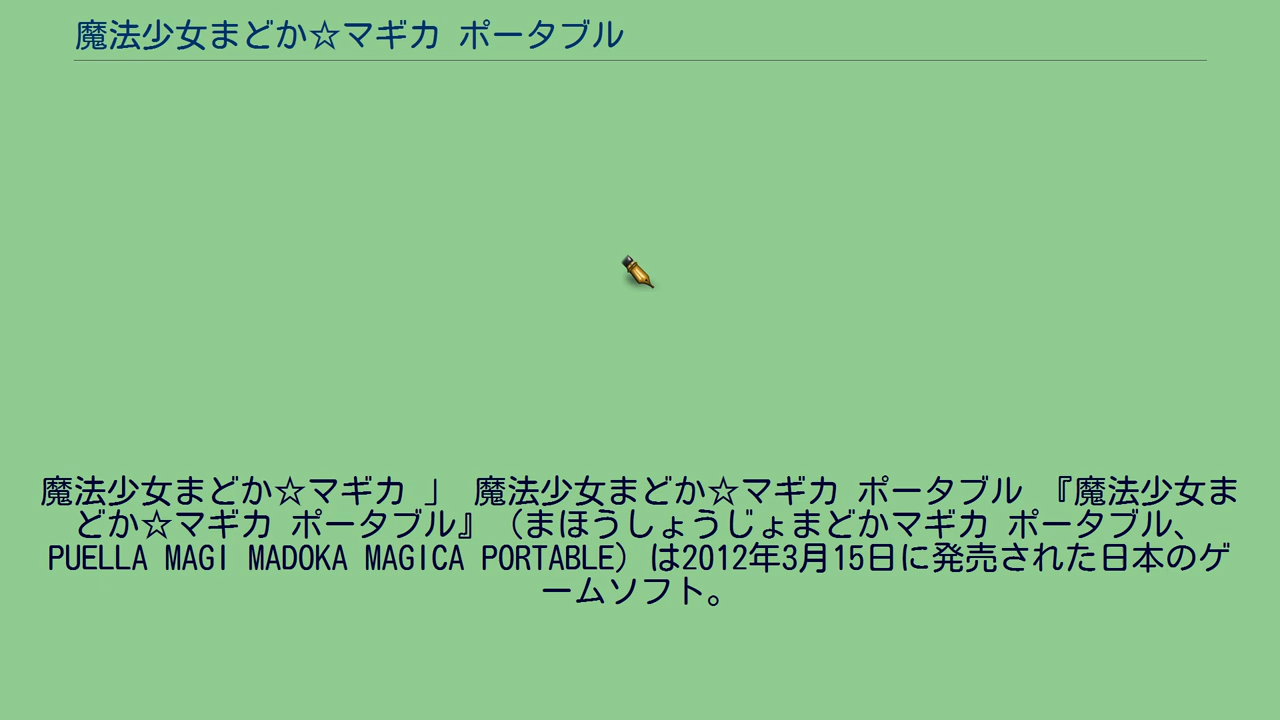 魔法少女まどか☆マギカ ポータブル
魔法少女まどか☆マギカ 」 魔法少女まどか☆マギカ ポータブル 『魔法少女ま
どか☆マギカ ポータブル』（まほうしょうじょまどかマギカ ポータブル、
PUELLA MAGI MADOKA MAGICA PORTABLE）は2012年3月15日に発売された日本のゲ
ームソフト。